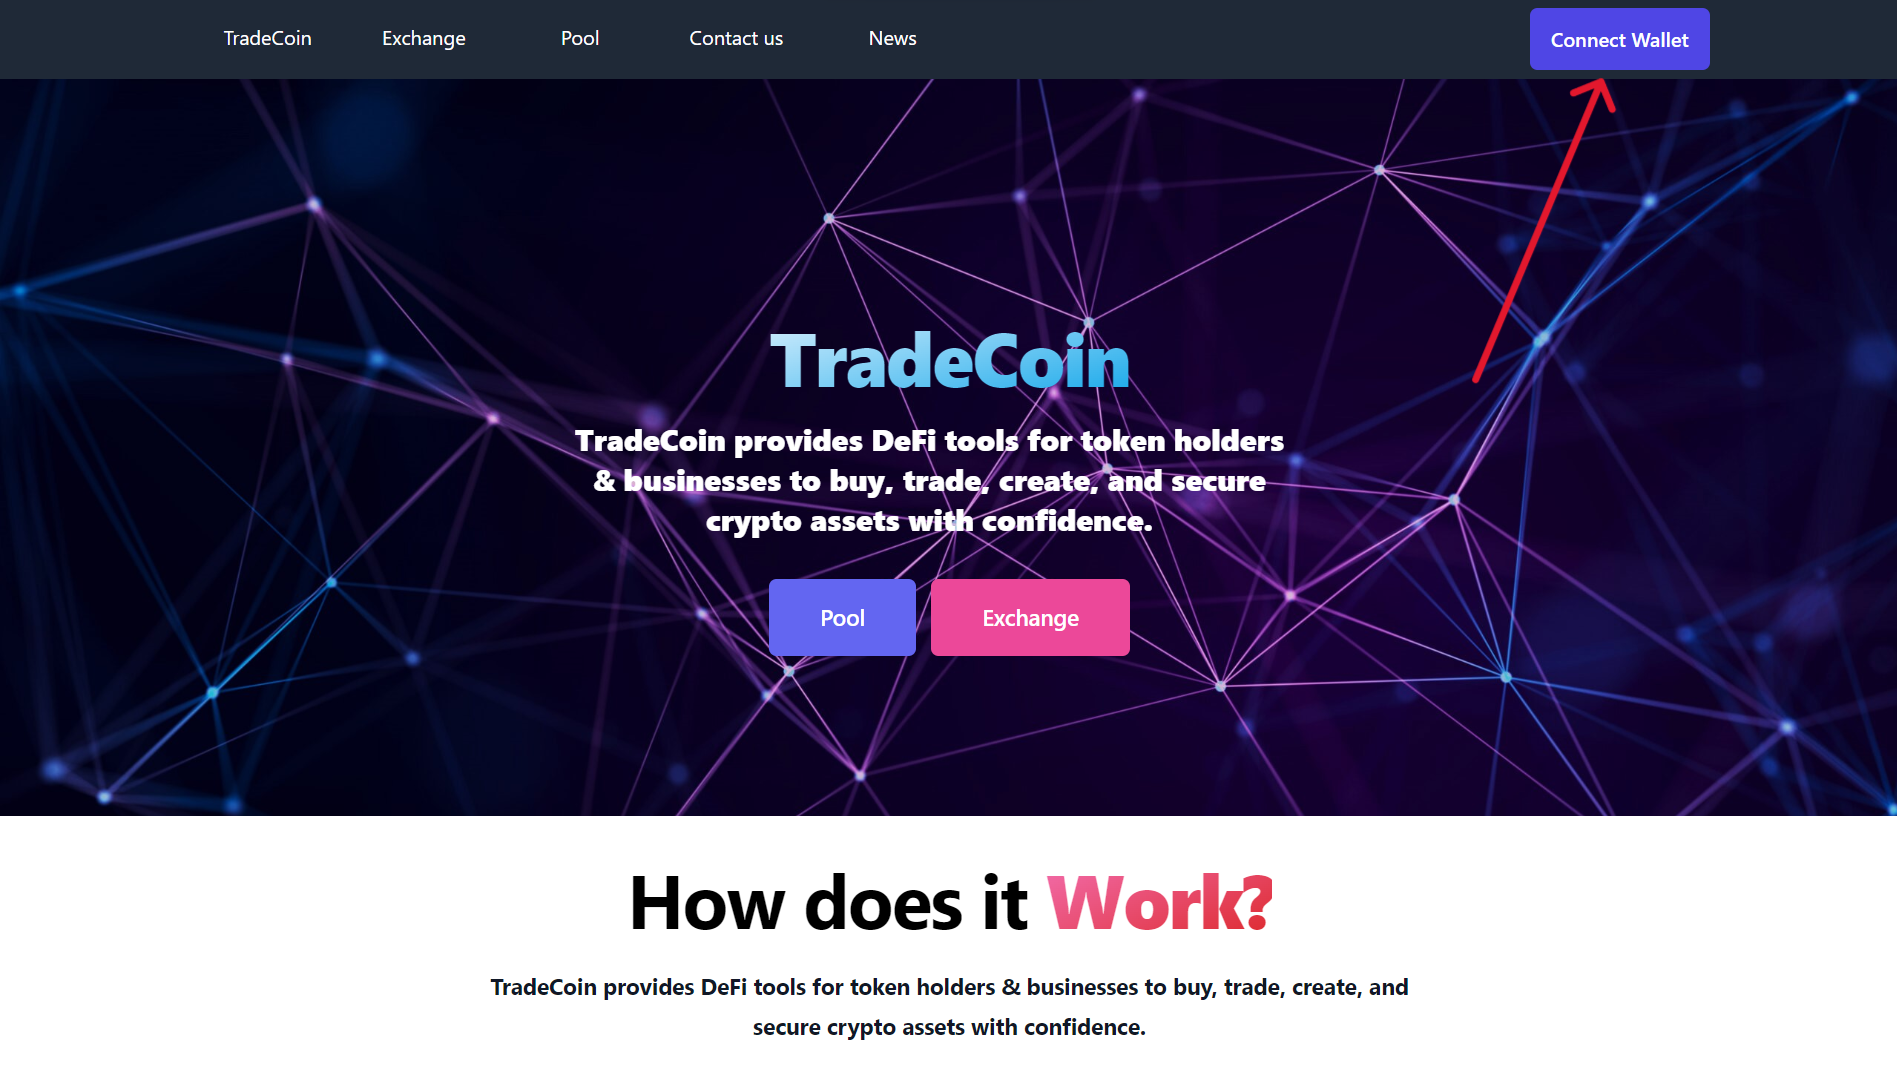 TradeCoin Exchange Pool Contact us News Connect Wallet
TradeCoin
TradeCoin provides DeFi tools for token holders
& businesses to buy, trade, create, and secure
crypto assets with confidence.
Pool Exchange
How does it Work?
TradeCoin provides DeFi tools for token holders & businesses to buy, trade, create, and
secure crypto assets with confidence.